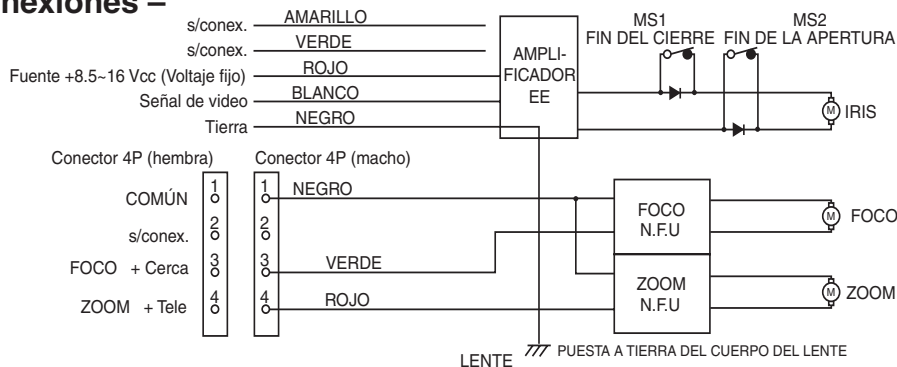 nexiones –
s/conex. AMARILLO
s/conex. VERDE
Fuente +8.5~16 Vcc (Voltaje fijo) ROJO
Señal de video BLANCO
Tierra NEGRO
AMPLI-
FICADOR
EE
MS1
FIN DEL CIERRE
MS2
FIN DE LA APERTURA
M IRIS
Conector 4P (hembra)
Conector 4P (macho)
COMÚN 1 1 NEGRO
s/conex. 2 2
FOCO + Cerca 3 3 VERDE
ZOOM + Tele 4 4 ROJO
FOCO
N.F.U
M FOCO
ZOOM
N.F.U
M ZOOM
LENTE PUESTA A TIERRA DEL CUERPO DEL LENTE